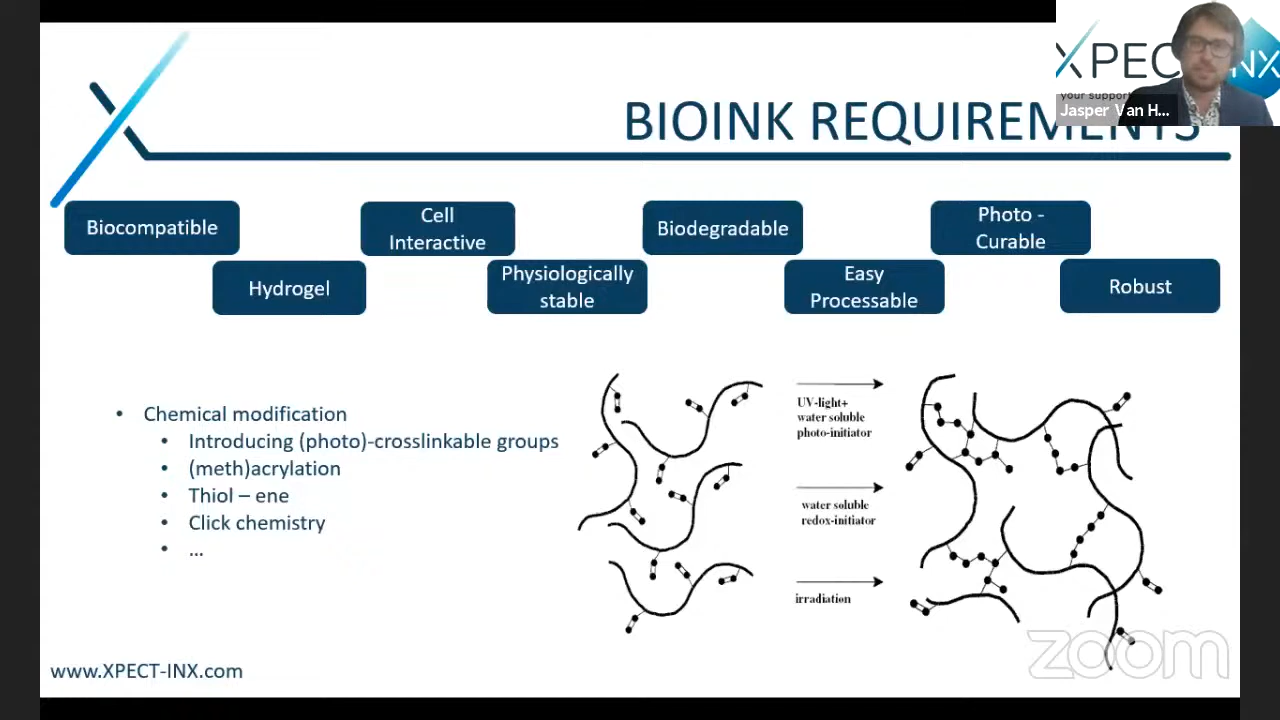 XPEC
INX
your support
Jasper Van H...
BIOINK REQUIREMENTS
Biocompatible
Cell
Interactive
Biodegradable
Photo -
Curable
Hydrogel
Physiologically
stable
Easy
Processable
Robust
• Chemical modification
• Introducing (photo)-crosslinkable groups
• (meth)acrylation
• Thiol – ene
• Click chemistry
• ...
UV-light+
water soluble
photo-initiator
water soluble
redox-initiator
irradiation
www.XPECT-INX.com
zoom